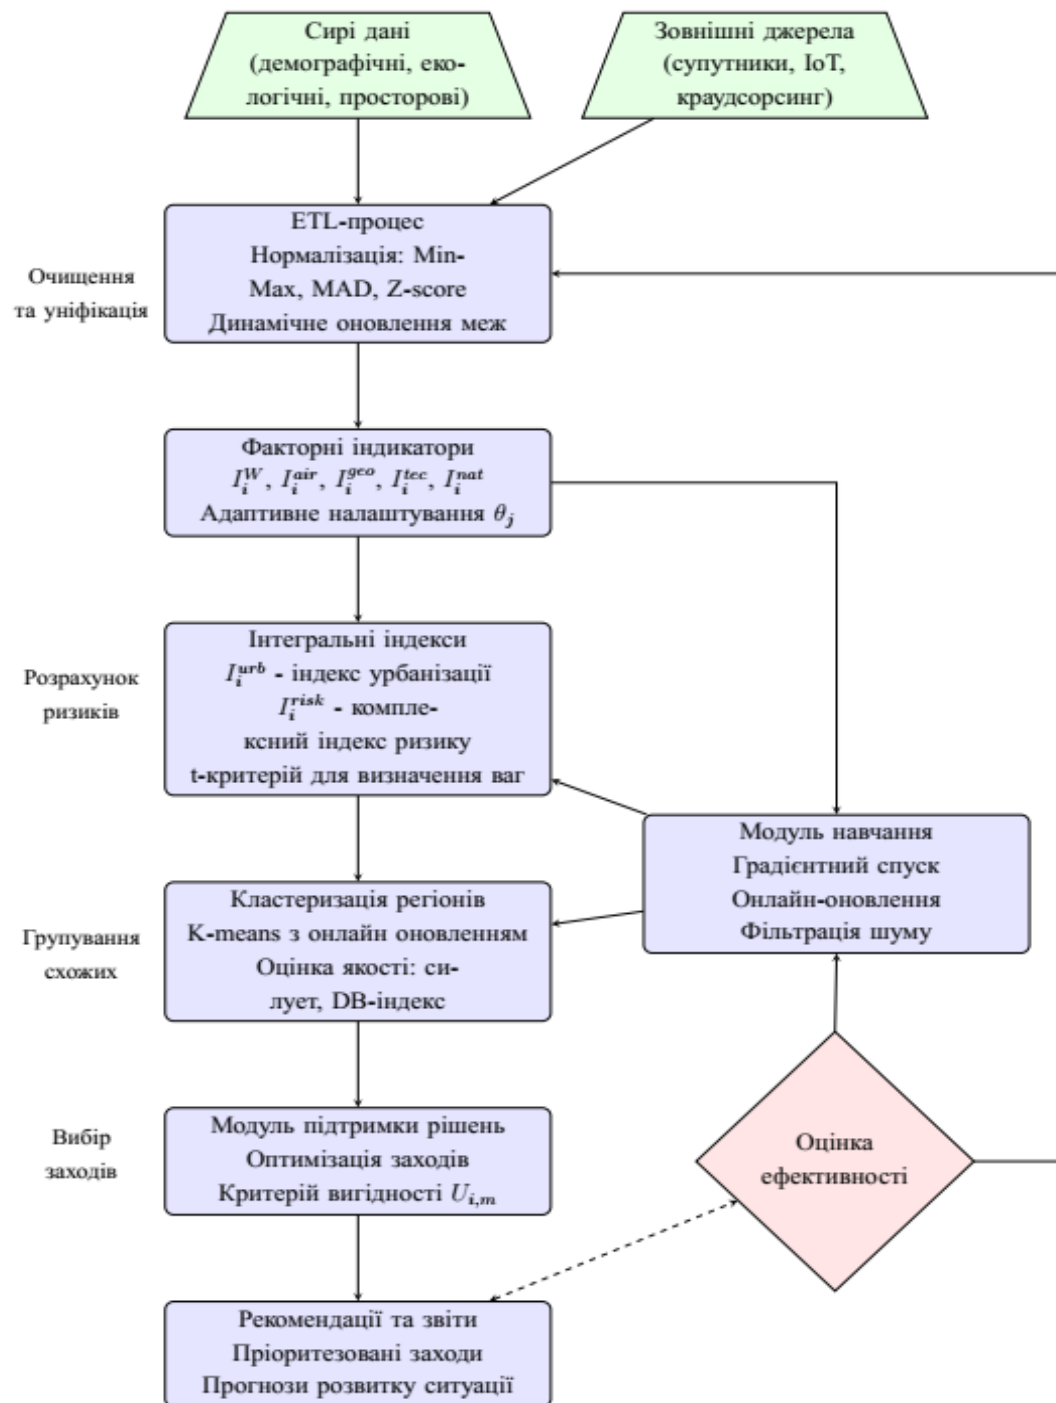 Сирі дані
(демографічні, еко-
логічні, просторові)
Зовнішні джерела
(супутники, IoT,
краудсорсинг)
Очищення
та уніфікація
ETL-процес
Нормалізація: Min-
Max, MAD, Z-score
Динамічне оновлення меж
Факторні індикатори
I_i^W, I_i^{air}, I_i^{geo}, I_i^{tec}, I_i^{nat}
Адаптивне налаштування θ_j
Розрахунок
ризиків
Інтегральні індекси
I_i^{urb} - індекс урбанізації
I_i^{risk} - компле-
ксний індекс ризику
t-критерій для визначення ваг
Модуль навчання
Градієнтний спуск
Онлайн-оновлення
Фільтрація шуму
Групування
схожих
Кластеризація регіонів
K-means з онлайн оновленням
Оцінка якості: си-
лует, DB-індекс
Вибір
заходів
Модуль підтримки рішень
Оптимізація заходів
Критерій вигідності U_{i,m}
Оцінка
ефективності
Рекомендації та звіти
Пріоритезовані заходи
Прогнози розвитку ситуації